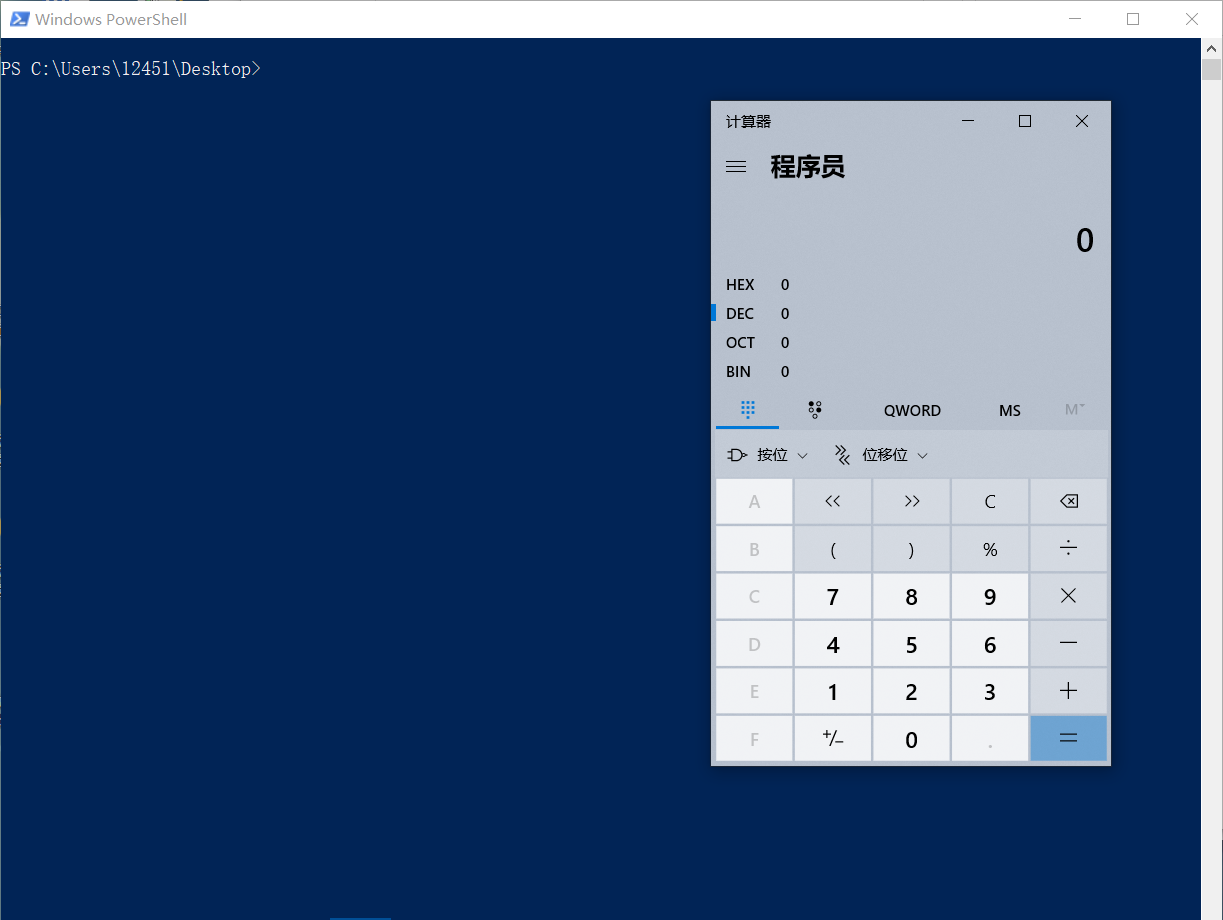 Windows PowerShell
PS C:\Users\12451\Desktop>
计算器
程序员
0
HEX 0
DEC 0
OCT 0
BIN 0
QWORD MS M
按位 位移位
A << >> C
B ( ) % ÷
C 7 8 9 ×
D 4 5 6 −
E 1 2 3 +
F +/− 0 . =